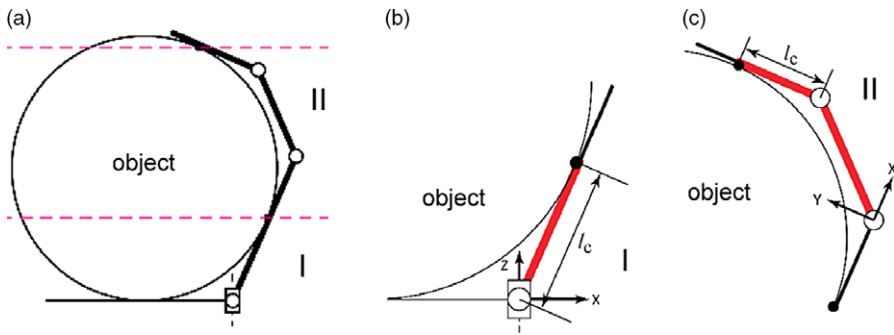 (a)
II
object
I
(b)
object
l_c
I
Z
X
(c)
l_c
II
X
object
Y